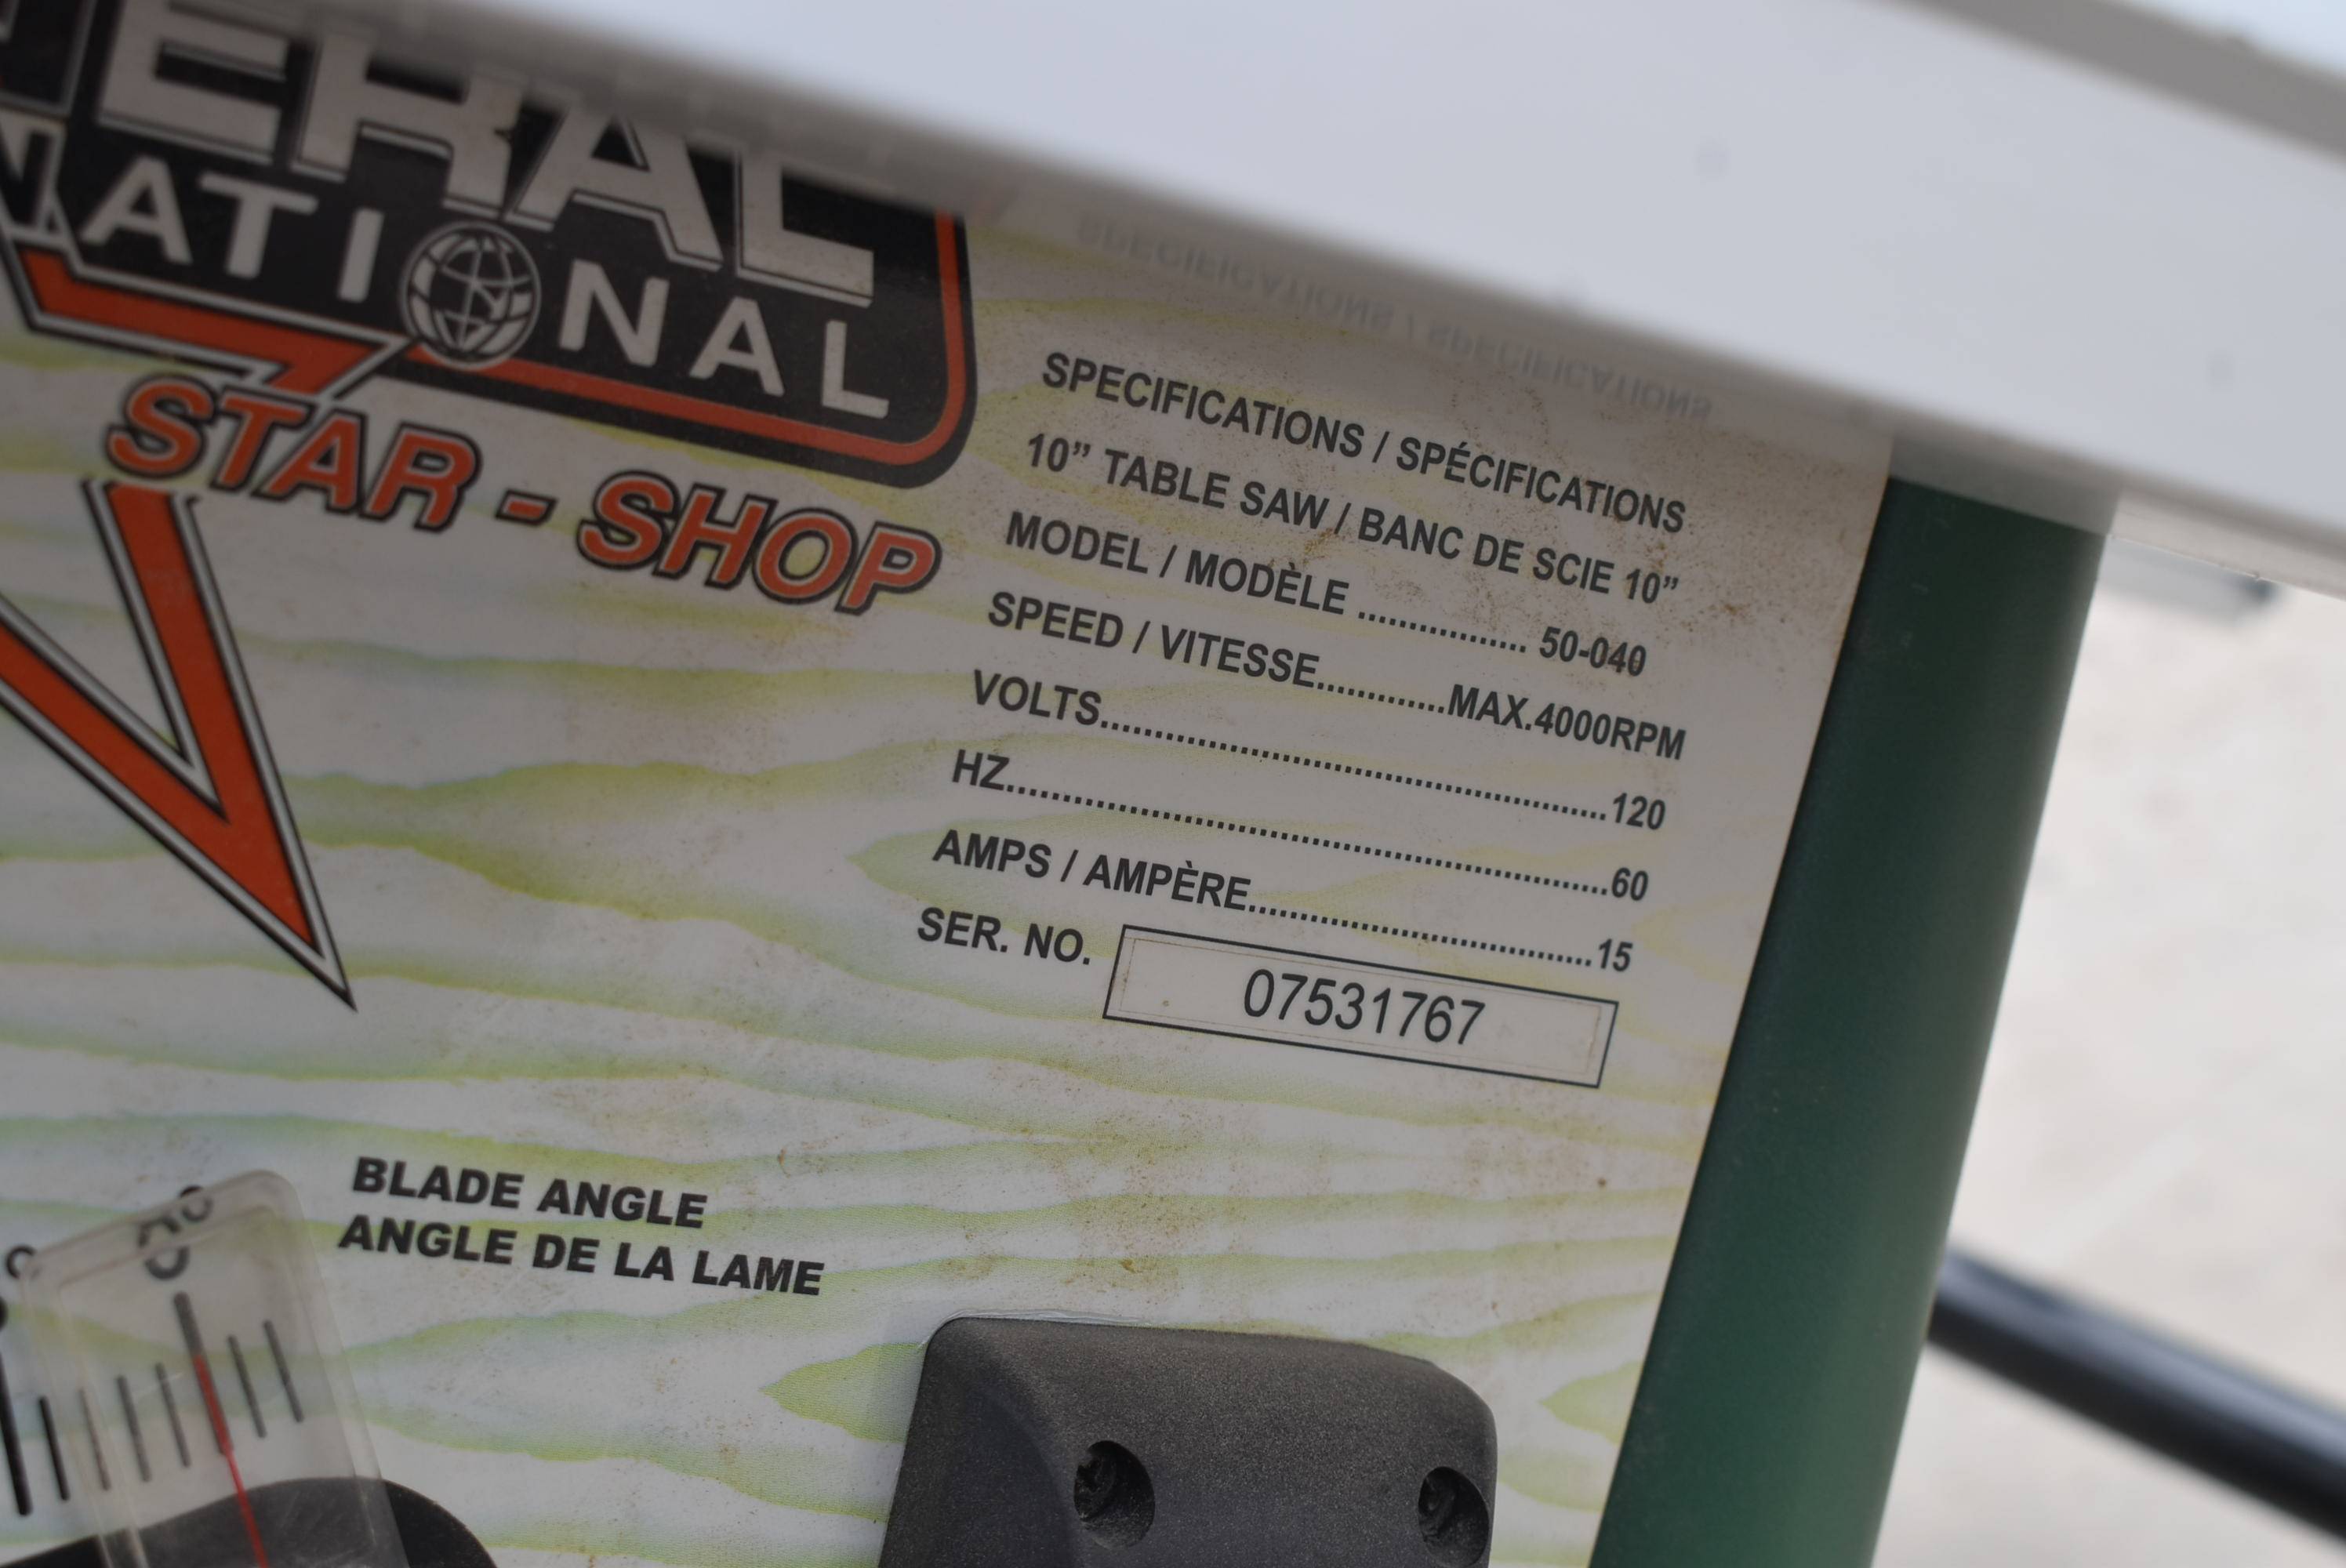 NATIONAL
STAR - SHOP
SPECIFICATIONS / SPÉCIFICATIONS
10” TABLE SAW / BANC DE SCIE 10”
MODEL / MODÈLE ................ 50-040
SPEED / VITESSE............MAX.4000RPM
VOLTS................................................120
HZ.........................................................60
AMPS / AMPÈRE.................................15
SER. NO. 07531767
BLADE ANGLE
ANGLE DE LA LAME